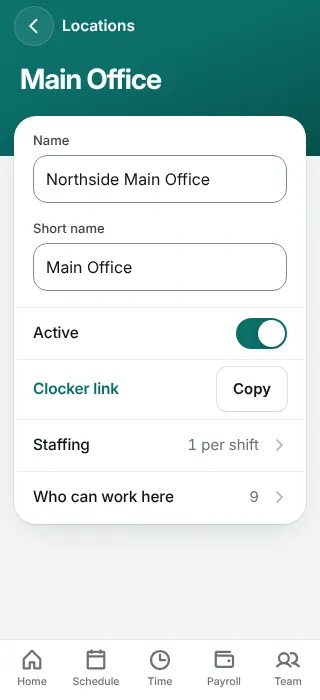 Locations
Main Office
Name
Northside Main Office
Short name
Main Office
Active
Clocker link
Copy
Staffing
1 per shift
Who can work here
9
Home
Schedule
Time
Payroll
Team